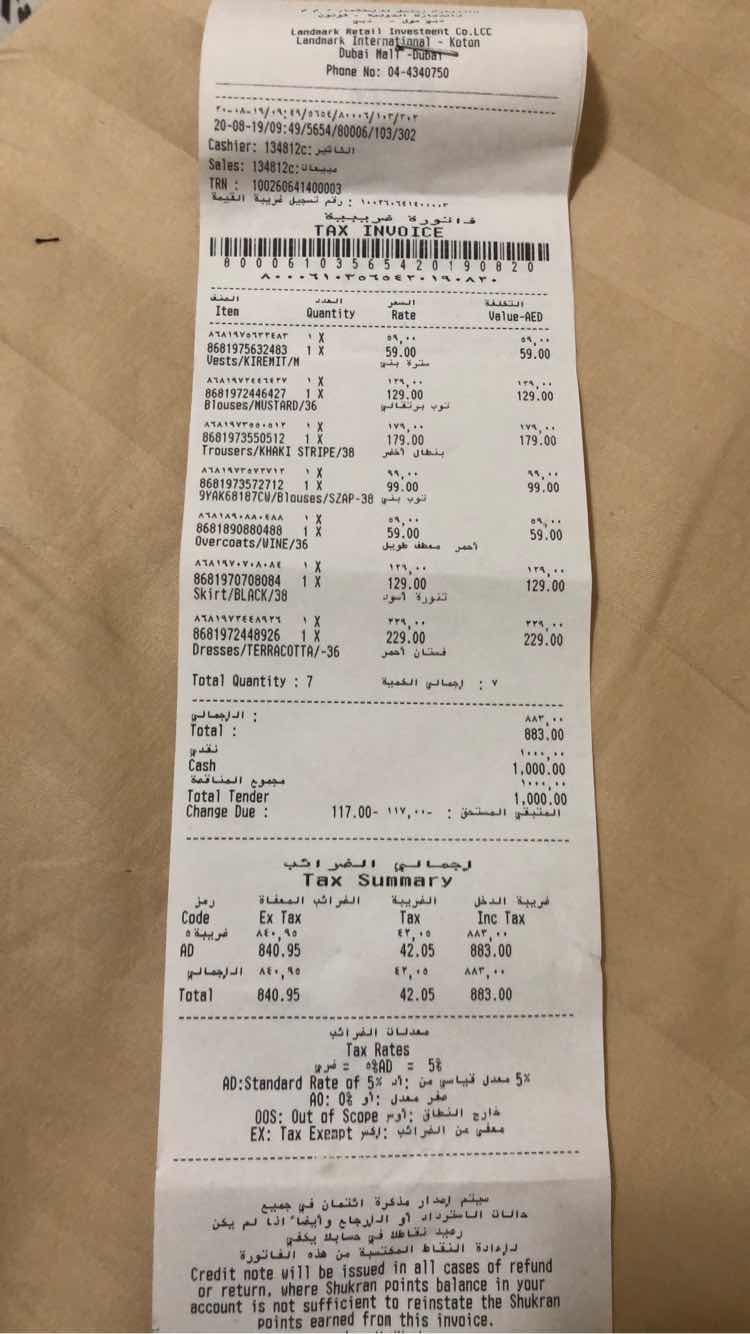 دبي مول - دبي
Landmark Retail Investment Co.LCC
Landmark International - Koton
Dubai Mall -Dubai
Phone No: 04-4340750
٢٠-٠٨-١٩/٠٩:٤٩/٥٦٥٤/٨٠٠٠٦/١٠٣/٣٠٢
20-08-19/09:49/5654/80006/103/302
Cashier: 134812c:الكاشير
Sales: 134812c:مبيعات
TRN : 100260641400003
رقم تسجيل ضريبة القيمة : ١٠٠٢٦٠٦٤١٤٠٠٠٠٣
فاتورة ضريبية
TAX INVOICE
80006103565420190820
٨٠٠٠٦١٠٣٥٦٥٤٢٠١٩٠٨٢٠
الصنف العدد السعر التكلفة
Item Quantity Rate Value-AED
٨٦٨١٩٧٥٦٣٢٤٨٣ ١ X ٥٩,٠٠ ٥٩,٠٠
8681975632483 1 X 59.00 59.00
Vests/KIREMIT/M سترة بني
٨٦٨١٩٧٢٤٤٦٤٢٧ ١ X ١٢٩,٠٠ ١٢٩,٠٠
8681972446427 1 X 129.00 129.00
Blouses/MUSTARD/36 توب برتقالي
٨٦٨١٩٧٣٥٥٠٥١٢ ١ X ١٧٩,٠٠ ١٧٩,٠٠
8681973550512 1 X 179.00 179.00
Trousers/KHAKI STRIPE/38 بنطال أخضر
٨٦٨١٩٧٣٥٧٢٧١٢ ١ X ٩٩,٠٠ ٩٩,٠٠
8681973572712 1 X 99.00 99.00
9YAK68187CW/Blouses/SZAP-38 توب بني
٨٦٨١٨٩٠٨٨٠٤٨٨ ١ X ٥٩,٠٠ ٥٩,٠٠
8681890880488 1 X 59.00 59.00
Overcoats/WINE/36 معطف طويل أحمر
٨٦٨١٩٧٠٧٠٨٠٨٤ ١ X ١٢٩,٠٠ ١٢٩,٠٠
8681970708084 1 X 129.00 129.00
Skirt/BLACK/38 تنورة أسود
٨٦٨١٩٧٢٤٤٨٩٢٦ ١ X ٢٢٩,٠٠ ٢٢٩,٠٠
8681972448926 1 X 229.00 229.00
Dresses/TERRACOTTA/-36 فستان أحمر
Total Quantity : 7 إجمالي الكمية : ٧
الإجمالي : ٨٨٣,٠٠
Total : 883.00
نقدي ١٠٠٠,٠٠
Cash 1,000.00
مجموع المناقصة ١٠٠٠,٠٠
Total Tender 1,000.00
Change Due : 117.00- ١١٧,٠٠- : المتبقي المستحق
إجمالي الضرائب
Tax Summary
رمز الضرائب المعفاة الضريبة ضريبة الدخل
Code Ex Tax Tax Inc Tax
ضريبة ٥ ٨٤٠,٩٥ ٤٢,٠٥ ٨٨٣,٠٠
AD 840.95 42.05 883.00
الإجمالي ٨٤٠,٩٥ ٤٢,٠٥ ٨٨٣,٠٠
Total 840.95 42.05 883.00
معدلات الضرائب
Tax Rates
ضربي = ٥%AD = 5%
AD:Standard Rate of 5% أد: معدل قياسي من 5%
AO: 0% أو: صفر معدل
OOS: Out of Scope أوس: خارج النطاق
EX: Tax Exempt إكس: معفي من الضرائب
سيتم إصدار مذكرة ائتمان في جميع
حالات الاسترداد أو الإرجاع وأيضاً اذا لم يكن
رصيد نقاطك في حسابك يكفي
لإعادة النقاط المكتسبة من هذه الفاتورة
Credit note will be issued in all cases of refund
or return, where Shukran points balance in your
account is not sufficient to reinstate the Shukran
points earned from this invoice.